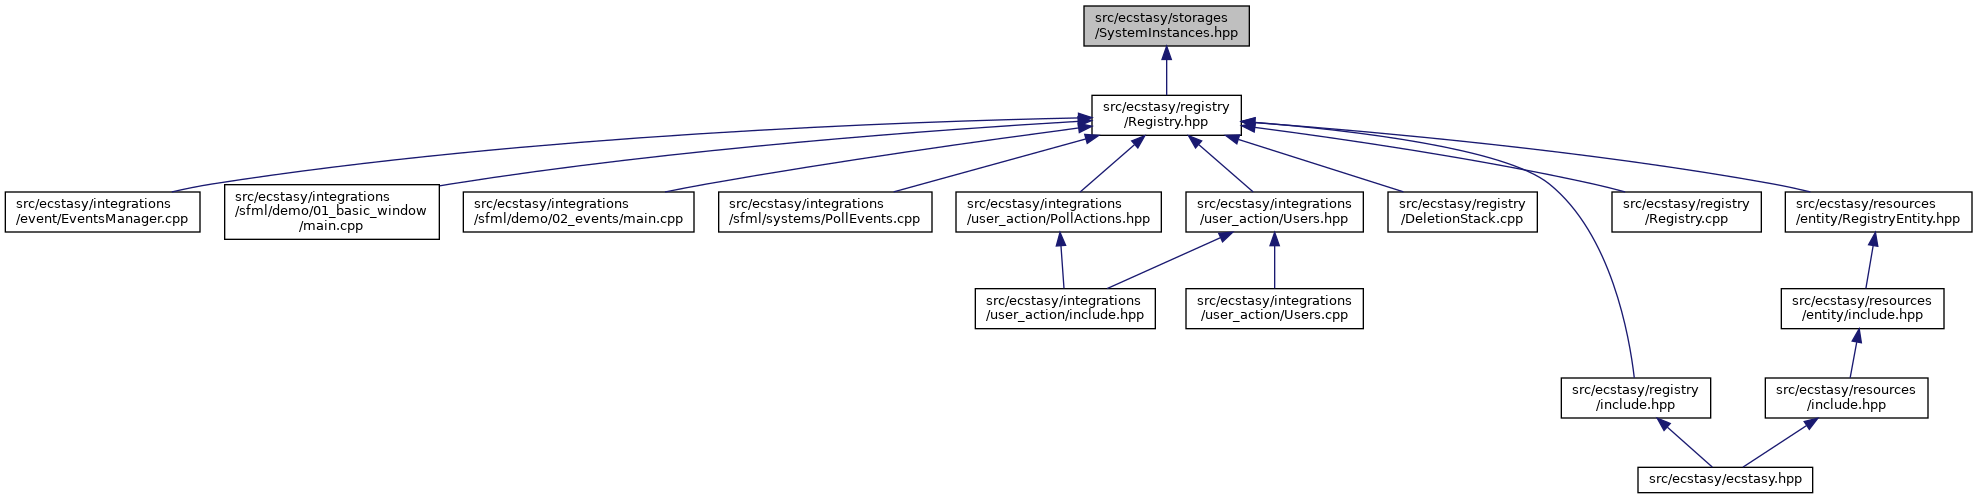 src/ecstasy/storages
/SystemInstances.hpp
src/ecstasy/registry
/Registry.hpp
src/ecstasy/integrations
/event/EventsManager.cpp
src/ecstasy/integrations
/sfml/demo/01_basic_window
/main.cpp
src/ecstasy/integrations
/sfml/demo/02_events/main.cpp
src/ecstasy/integrations
/sfml/systems/PollEvents.cpp
src/ecstasy/integrations
/user_action/PollActions.hpp
src/ecstasy/integrations
/user_action/Users.hpp
src/ecstasy/registry
/DeletionStack.cpp
src/ecstasy/registry
/Registry.cpp
src/ecstasy/resources
/entity/RegistryEntity.hpp
src/ecstasy/integrations
/user_action/include.hpp
src/ecstasy/integrations
/user_action/Users.cpp
src/ecstasy/resources
/entity/include.hpp
src/ecstasy/registry
/include.hpp
src/ecstasy/resources
/include.hpp
src/ecstasy/ecstasy.hpp